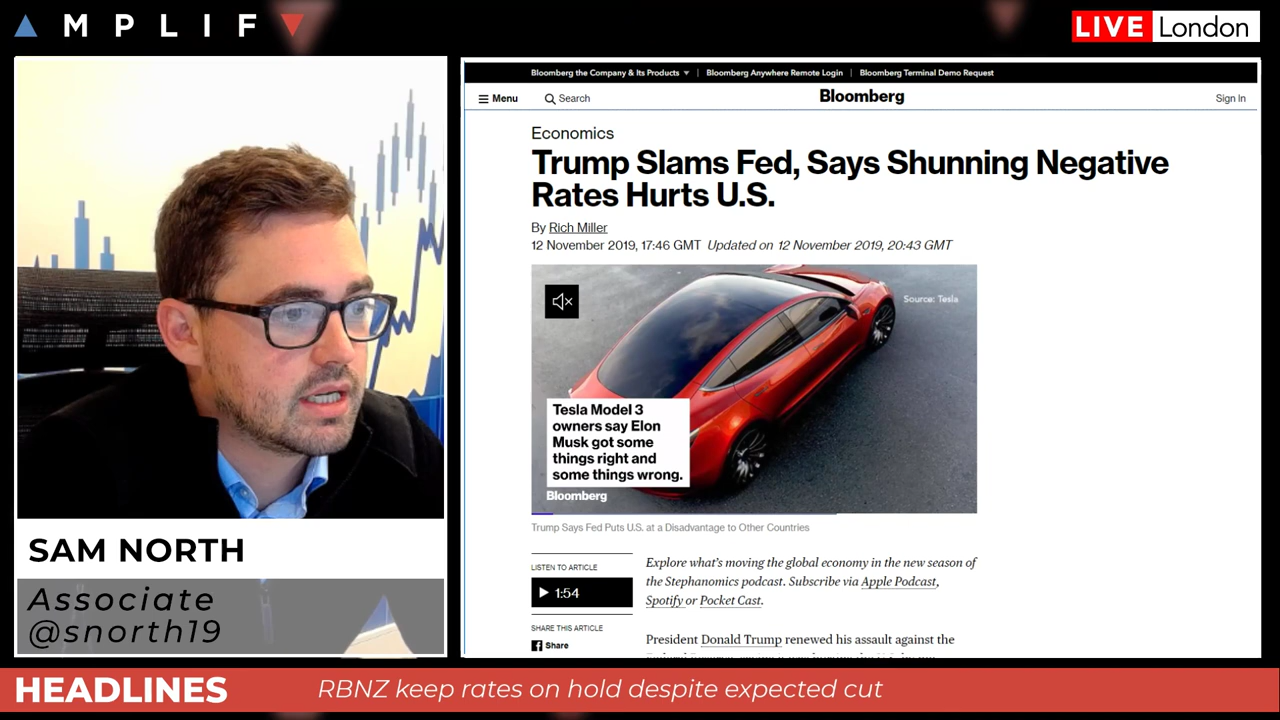 AMPLIFY
LIVE London
Bloomberg the Company & Its Products | Bloomberg Anywhere Remote Login | Bloomberg Terminal Demo Request
Menu Search Bloomberg Sign In
Economics
Trump Slams Fed, Says Shunning Negative
Rates Hurts U.S.
By Rich Miller
12 November 2019, 17:46 GMT Updated on 12 November 2019, 20:43 GMT
Source: Tesla
Tesla Model 3
owners say Elon
Musk got some
things right and
some things wrong.
Bloomberg
Trump Says Fed Puts U.S. at a Disadvantage to Other Countries
LISTEN TO ARTICLE
1:54
SHARE THIS ARTICLE
Share
Explore what's moving the global economy in the new season of
the Stephanomics podcast. Subscribe via Apple Podcast,
Spotify or Pocket Cast.
President Donald Trump renewed his assault against the
SAM NORTH
Associate
@snorth19
HEADLINES RBNZ keep rates on hold despite expected cut